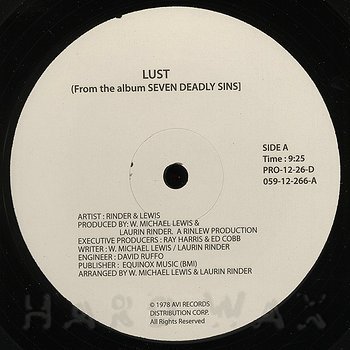 LUST
(From the album SEVEN DEADLY SINS]
SIDE A
Time : 9:25
PRO-12-26-D
059-12-266-A
ARTIST : RINDER & LEWIS
PRODUCED BY: W. MICHAEL LEWIS &
LAURIN RINDER. A RINLEW PRODUCTION
EXECUTIVE PRODUCERS : RAY HARRIS & ED COBB
WRITER : W. MICHAEL LEWIS / LAURIN RINDER
ENGINEER : DAVID RUFFO
PUBLISHER : EQUINOX MUSIC (BMI)
ARRANGED BY W. MICHAEL LEWIS & LAURIN RINDER
© 1978 AVI RECORDS
DISTRIBUTION CORP.
All Rights Reserved